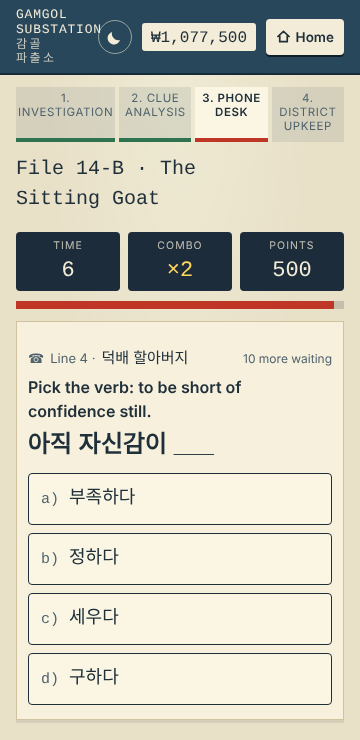 GAMGOL
SUBSTATION
감골
파출소
₩1,077,500
Home
1.
INVESTIGATION
2. CLUE
ANALYSIS
3. PHONE
DESK
4.
DISTRICT
UPKEEP
File 14-B · The
Sitting Goat
TIME
6
COMBO
×2
POINTS
500
☎ Line 4 · 덕배 할아버지
10 more waiting
Pick the verb: to be short of
confidence still.
아직 자신감이 ____
a) 부족하다
b) 정하다
c) 세우다
d) 구하다